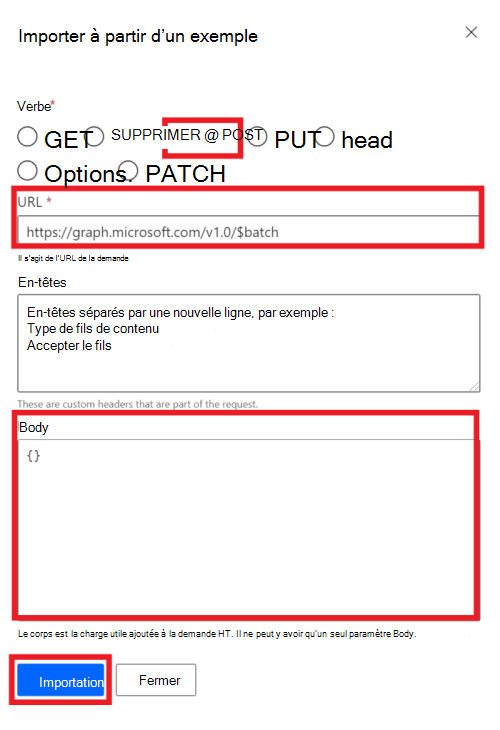 Importer à partir d’un exemple
Verbe*
GET SUPPRIMER @ POST PUT head
Options. PATCH
URL *
https://graph.microsoft.com/v1.0/$batch
Il s'agit de l'URL de la demande
En-têtes
En-têtes séparés par une nouvelle ligne, par exemple :
Type de fils de contenu
Accepter le fils
These are custom headers that are part of the request.
Body
{}
Le corps est la charge utile ajoutée à la demande HT. Il ne peut y avoir qu'un seul paramètre Body.
Importation Fermer